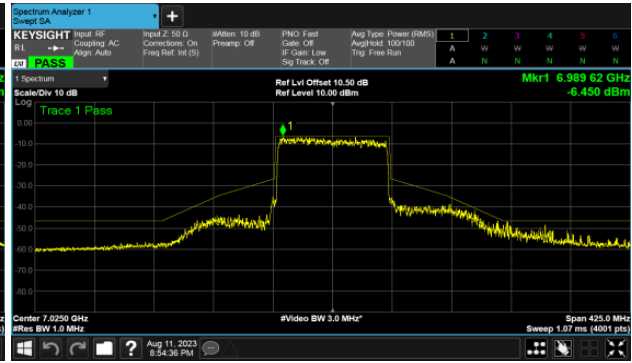 Spectrum Analyzer 1
Swept SA
KEYSIGHT
RL
PASS
Input: RF
Coupling: AC
Align: Auto
Input Z: 50 Ω
Corrections: On
Freq Ref: Int (S)
#Atten: 10 dB
Preamp: Off
PNO: Fast
Gate: Off
IF Gain: Low
Sig Track: Off
Avg Type: Power (RMS)
Avg|Hold: 100/100
Trig: Free Run
1 2 3 4 5 6
A W W W W W
A N N N N N
1 Spectrum
Scale/Div 10 dB
Ref Lvl Offset 10.50 dB
Ref Level 10.00 dBm
Mkr1 6.989 62 GHz
-6.450 dBm
Log
Trace 1 Pass
1
0.00
-10.0
-20.0
-30.0
-40.0
-50.0
-60.0
-70.0
-80.0
Center 7.0250 GHz
#Res BW 1.0 MHz
#Video BW 3.0 MHz*
Span 425.0 MHz
Sweep 1.07 ms (4001 pts)
?
Aug 11, 2023
8:54:36 PM